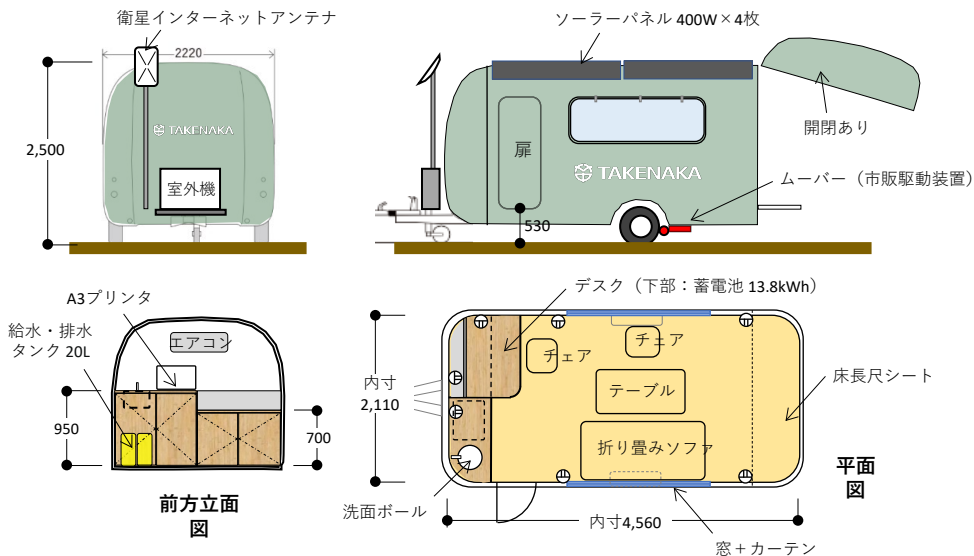 衛星インターネットアンテナ
2220
2,500
TAKENAKA
室外機
ソーラーパネル 400W×4枚
開閉あり
扉
TAKENAKA
ムーバー（市販駆動装置）
530
A3プリンタ
給水・排水
タンク 20L
エアコン
950
700
前方立面
図
デスク（下部：蓄電池 13.8kWh）
チェア
チェア
内寸
2,110
テーブル
床長尺シート
折り畳みソファ
平面
図
洗面ボール
内寸4,560
窓＋カーテン